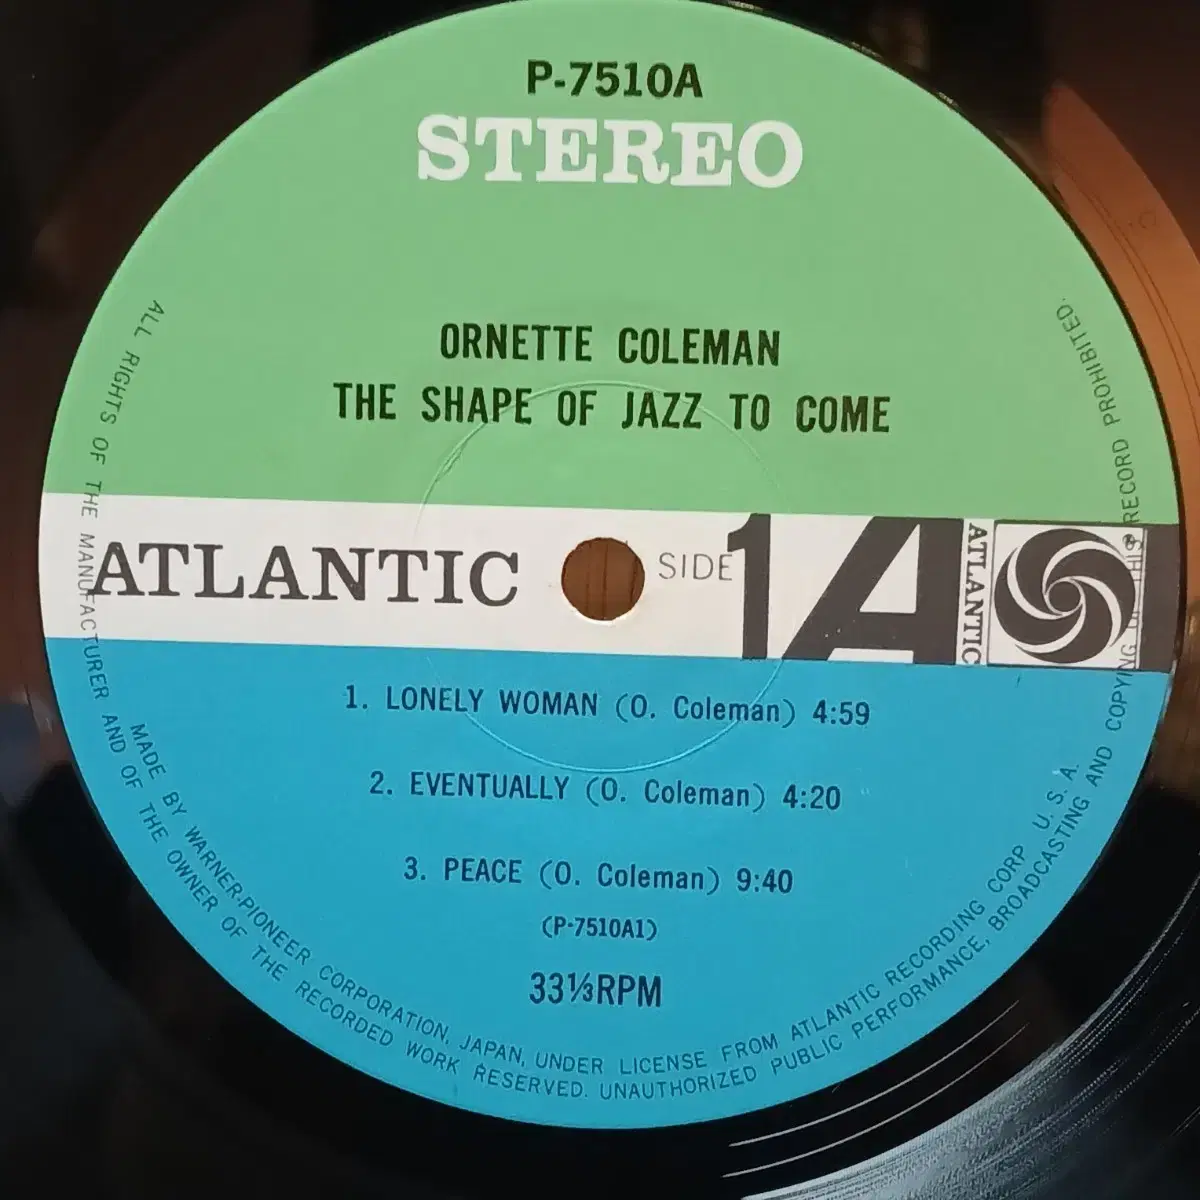 P-7510A
STEREO
ORNETTE COLEMAN
THE SHAPE OF JAZZ TO COME
ATLANTIC
SIDE 1A
ATLANTIC
®
1. LONELY WOMAN (O. Coleman) 4:59
2. EVENTUALLY (O. Coleman) 4:20
3. PEACE (O. Coleman) 9:40
(P-7510A1)
33⅓RPM
MADE BY WARNER-PIONEER CORPORATION, JAPAN, UNDER LICENSE FROM ATLANTIC RECORDING CORP U. S. A.
ALL RIGHTS OF THE MANUFACTURER AND OF THE OWNER OF THE RECORDED WORK RESERVED. UNAUTHORIZED PUBLIC PERFORMANCE, BROADCASTING AND COPYING OF THIS RECORD PROHIBITED.